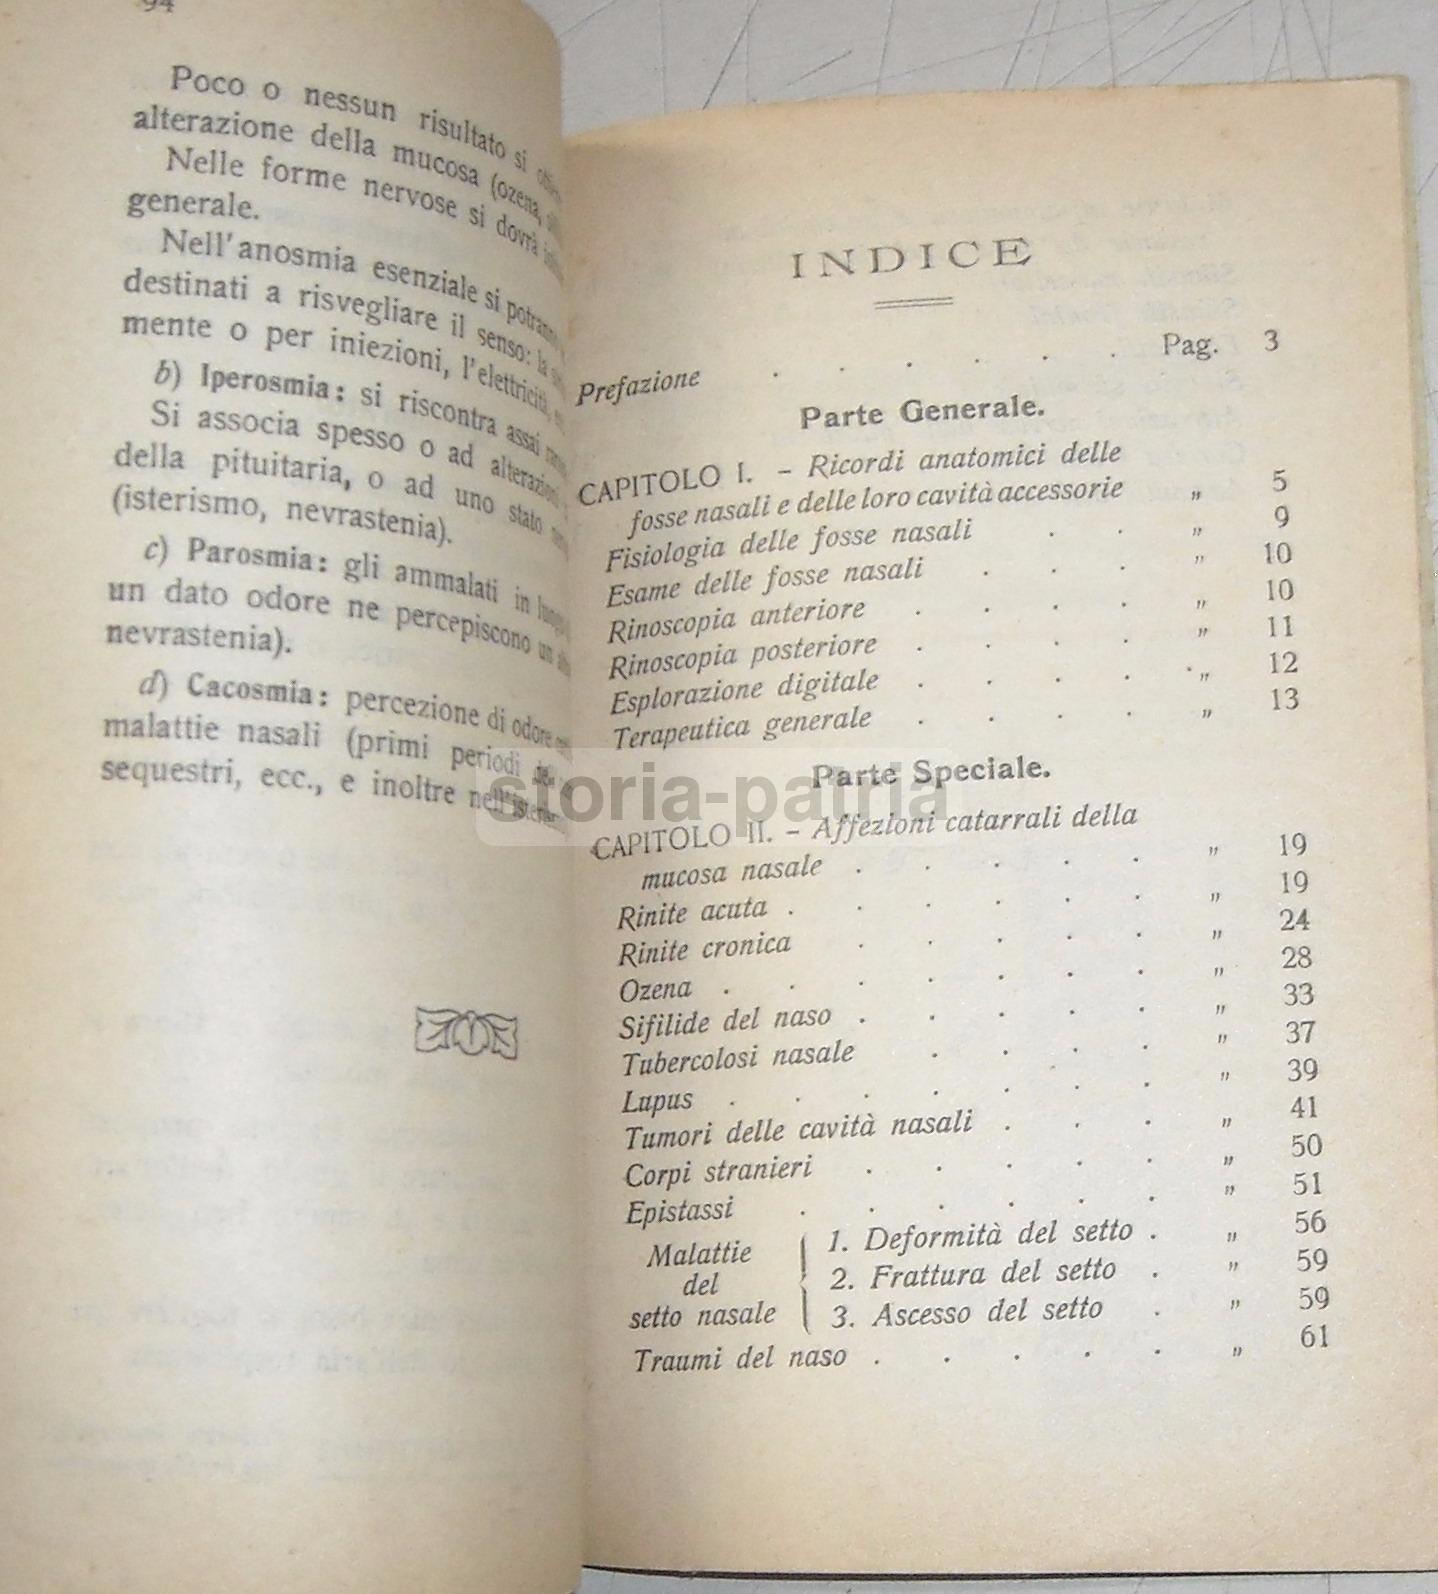 94
Poco o nessun risultato si
alterazione della mucosa (ozena,
Nelle forme nervose si dovrà
generale.
Nell'anosmia esenziale si potranno
destinati a risvegliare il senso: la
mente o per iniezioni, l'elettricità,
b) Iperosmia: si riscontra assai
Si associa spesso o ad alterazioni
della pituitaria, o ad uno stato
(isterismo, nevrastenia).
c) Parosmia: gli ammalati in
un dato odore ne percepiscono un
nevrastenia).
d) Cacosmia: percezione di odore
malattie nasali (primi periodi
sequestri, ecc., e inoltre
INDICE
Prefazione . . . . . . Pag. 3
Parte Generale.
CAPITOLO I. - Ricordi anatomici delle
fosse nasali e delle loro cavità accessorie „ 5
Fisiologia delle fosse nasali . . „ 9
Esame delle fosse nasali . . . „ 10
Rinoscopia anteriore . . . . „ 10
Rinoscopia posteriore . . . . „ 11
Esplorazione digitale . . . . . „ 12
Terapeutica generale . . . . „ 13
Parte Speciale.
CAPITOLO II. - Affezioni catarrali della
mucosa nasale . . . . . „ 19
Rinite acuta . . . . . . „ 19
Rinite cronica . . . . . „ 24
Ozena . . . . . . . „ 28
Sifilide del naso . . . . . „ 33
Tubercolosi nasale . . . . „ 37
Lupus . . . . . . . „ 39
Tumori delle cavità nasali . . . „ 41
Corpi stranieri . . . . . „ 50
Epistassi . . . . . . „ 51
Malattie del setto nasale
1. Deformità del setto . „ 56
2. Frattura del setto . „ 59
3. Ascesso del setto . „ 59
Traumi del naso . . . . . „ 61
storia-patria